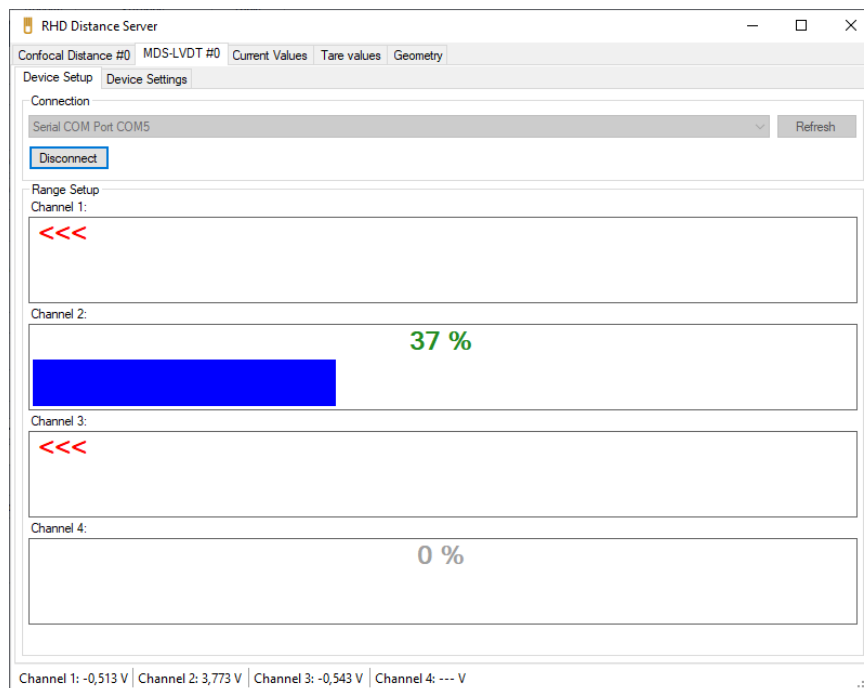 RHD Distance Server
Confocal Distance #0 MDS-LVDT #0 Current Values Tare values Geometry
Device Setup Device Settings
Connection
Serial COM Port COM5 Refresh
Disconnect
Range Setup
Channel 1:
<<<
Channel 2:
37 %
Channel 3:
<<<
Channel 4:
0 %
Channel 1: -0,513 V Channel 2: 3,773 V Channel 3: -0,543 V Channel 4: --- V